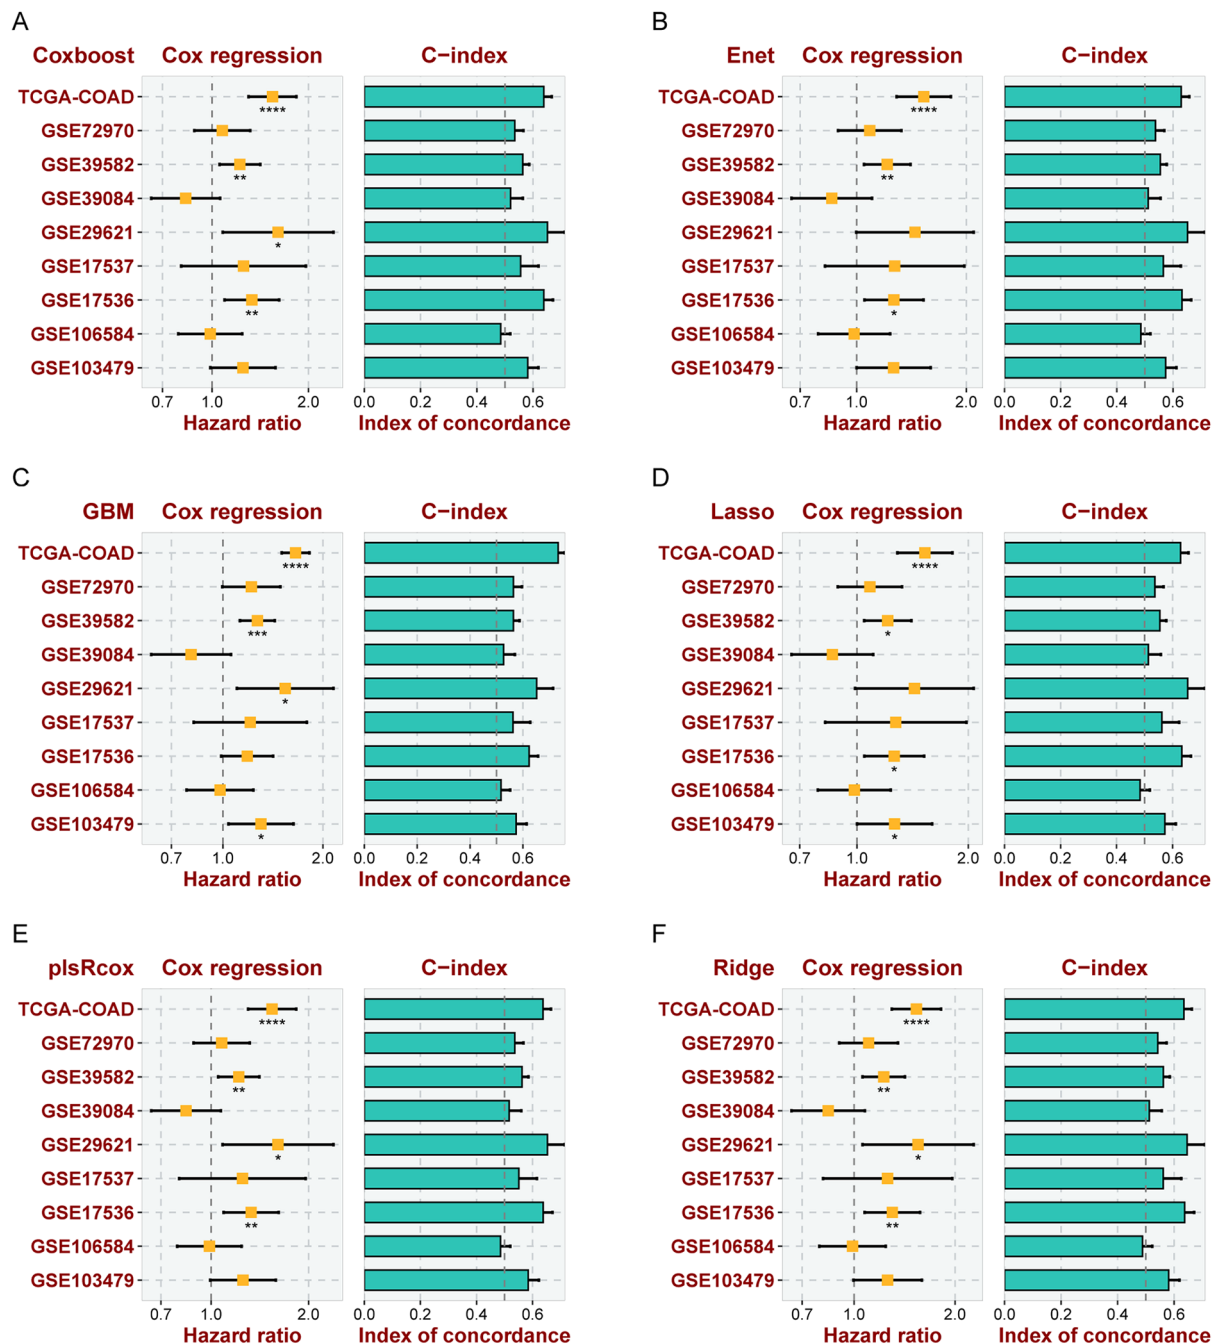 A
Coxboost Cox regression C−index
TCGA-COAD
****
GSE72970
GSE39582
**
GSE39084
GSE29621
*
GSE17537
GSE17536
**
GSE106584
GSE103479
0.7 1.0 2.0 0.0 0.2 0.4 0.6
Hazard ratio Index of concordance
B
Enet Cox regression C−index
TCGA-COAD
****
GSE72970
GSE39582
**
GSE39084
GSE29621
GSE17537
GSE17536
*
GSE106584
GSE103479
0.7 1.0 2.0 0.0 0.2 0.4 0.6
Hazard ratio Index of concordance
C
GBM Cox regression C−index
TCGA-COAD
****
GSE72970
GSE39582
***
GSE39084
GSE29621
*
GSE17537
GSE17536
GSE106584
GSE103479
*
0.7 1.0 2.0 0.0 0.2 0.4 0.6
Hazard ratio Index of concordance
D
Lasso Cox regression C−index
TCGA-COAD
****
GSE72970
GSE39582
*
GSE39084
GSE29621
GSE17537
GSE17536
*
GSE106584
GSE103479
*
0.7 1.0 2.0 0.0 0.2 0.4 0.6
Hazard ratio Index of concordance
E
plsRcox Cox regression C−index
TCGA-COAD
****
GSE72970
GSE39582
**
GSE39084
GSE29621
*
GSE17537
GSE17536
**
GSE106584
GSE103479
0.7 1.0 2.0 0.0 0.2 0.4 0.6
Hazard ratio Index of concordance
F
Ridge Cox regression C−index
TCGA-COAD
****
GSE72970
GSE39582
**
GSE39084
GSE29621
*
GSE17537
GSE17536
**
GSE106584
GSE103479
0.7 1.0 2.0 0.0 0.2 0.4 0.6
Hazard ratio Index of concordance